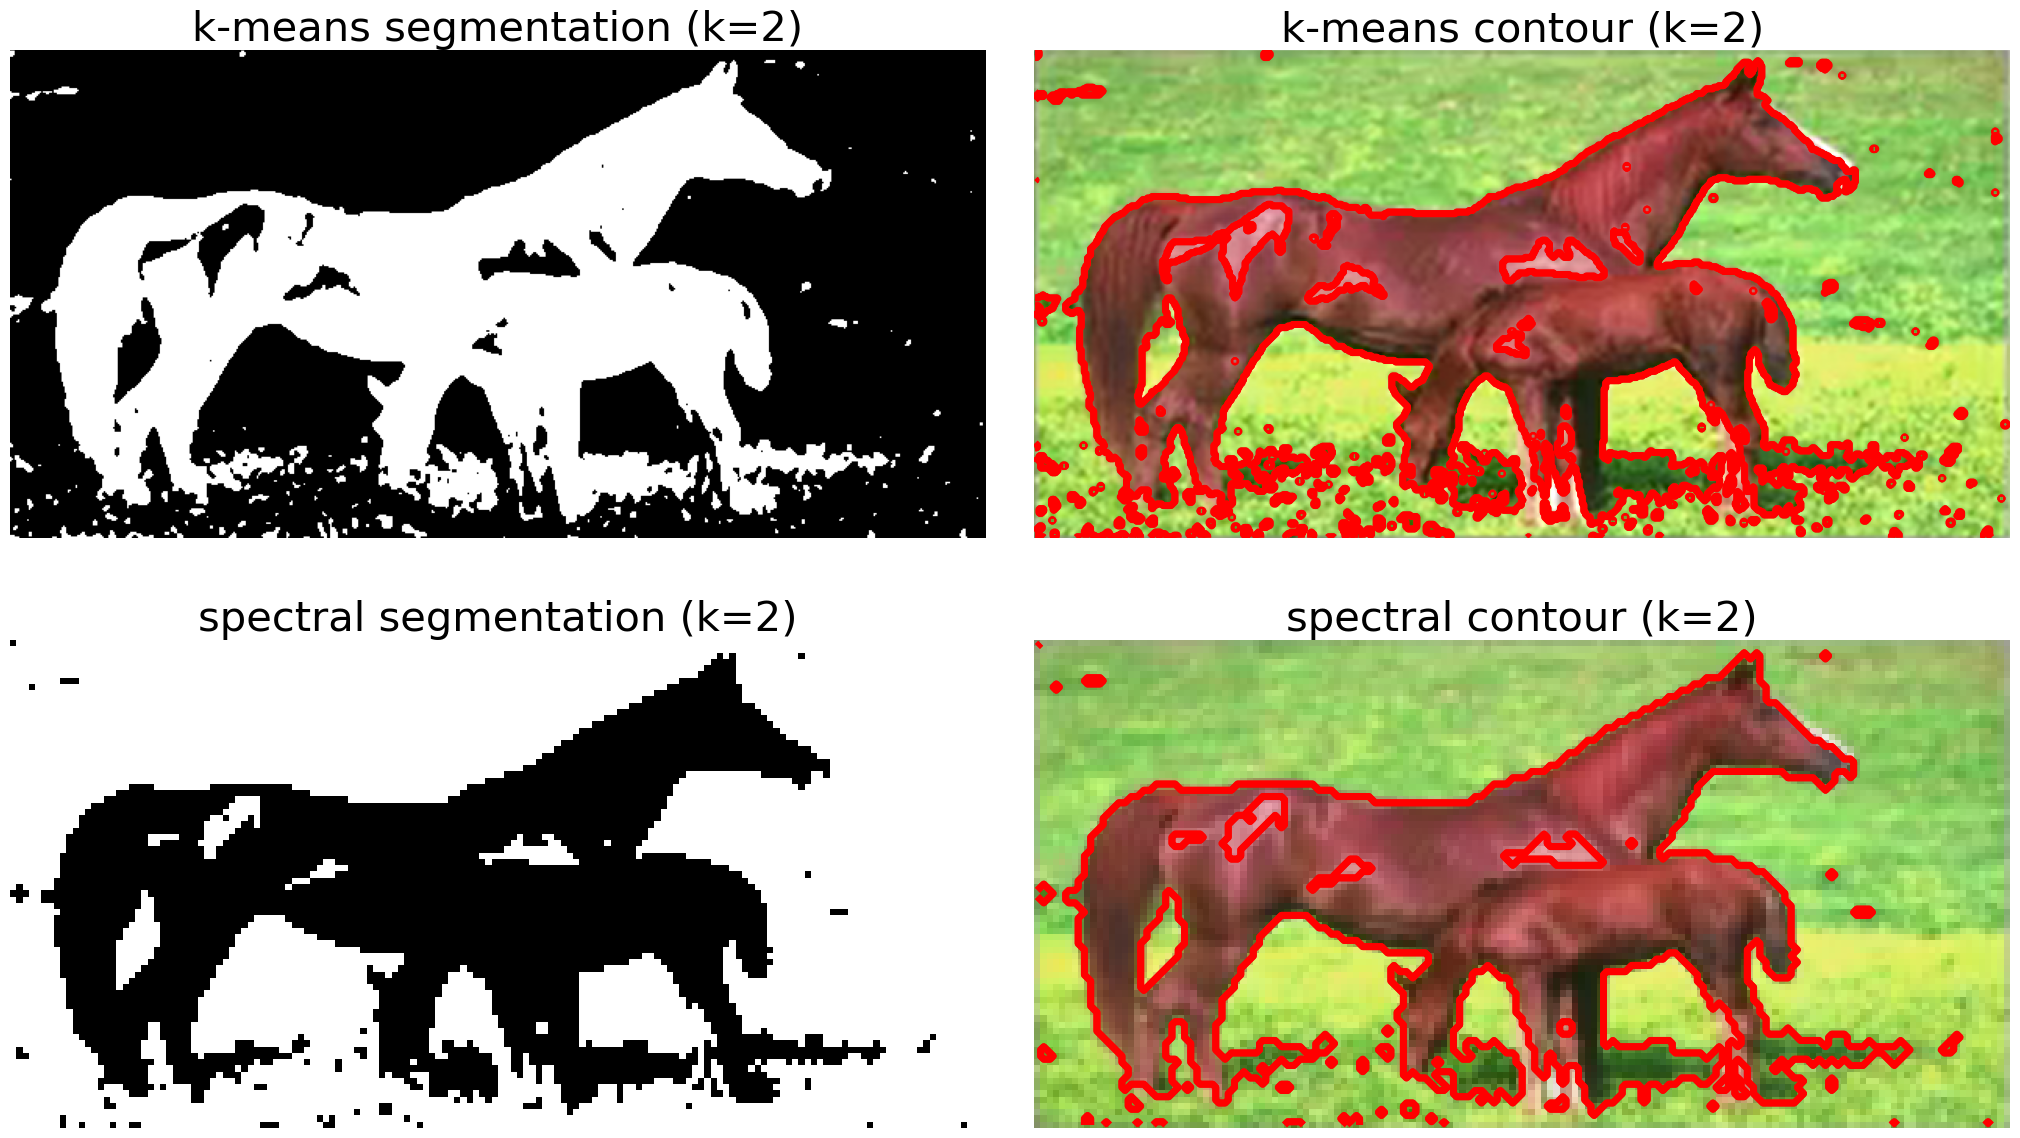 k-means segmentation (k=2)
k-means contour (k=2)
spectral segmentation (k=2)
spectral contour (k=2)